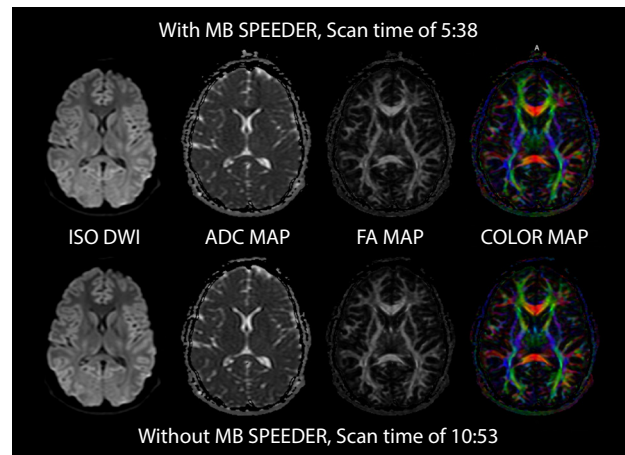 With MB SPEEDER, Scan time of 5:38
A
ISO DWI ADC MAP FA MAP COLOR MAP
Without MB SPEEDER, Scan time of 10:53